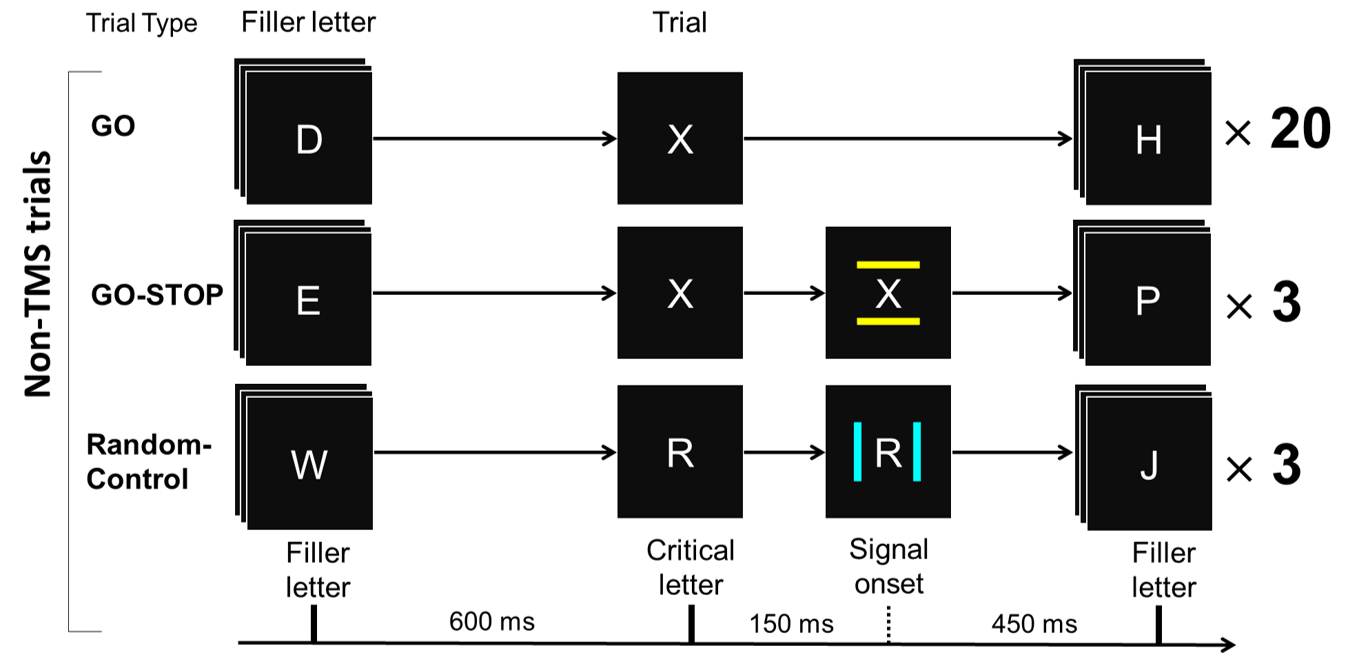 Trial Type
Filler letter
Trial
Non-TMS trials
GO
D
X
H
× 20
GO-STOP
E
X
X
P
× 3
Random-
Control
W
R
R
J
× 3
Filler
letter
Critical
letter
Signal
onset
Filler
letter
600 ms
150 ms
450 ms